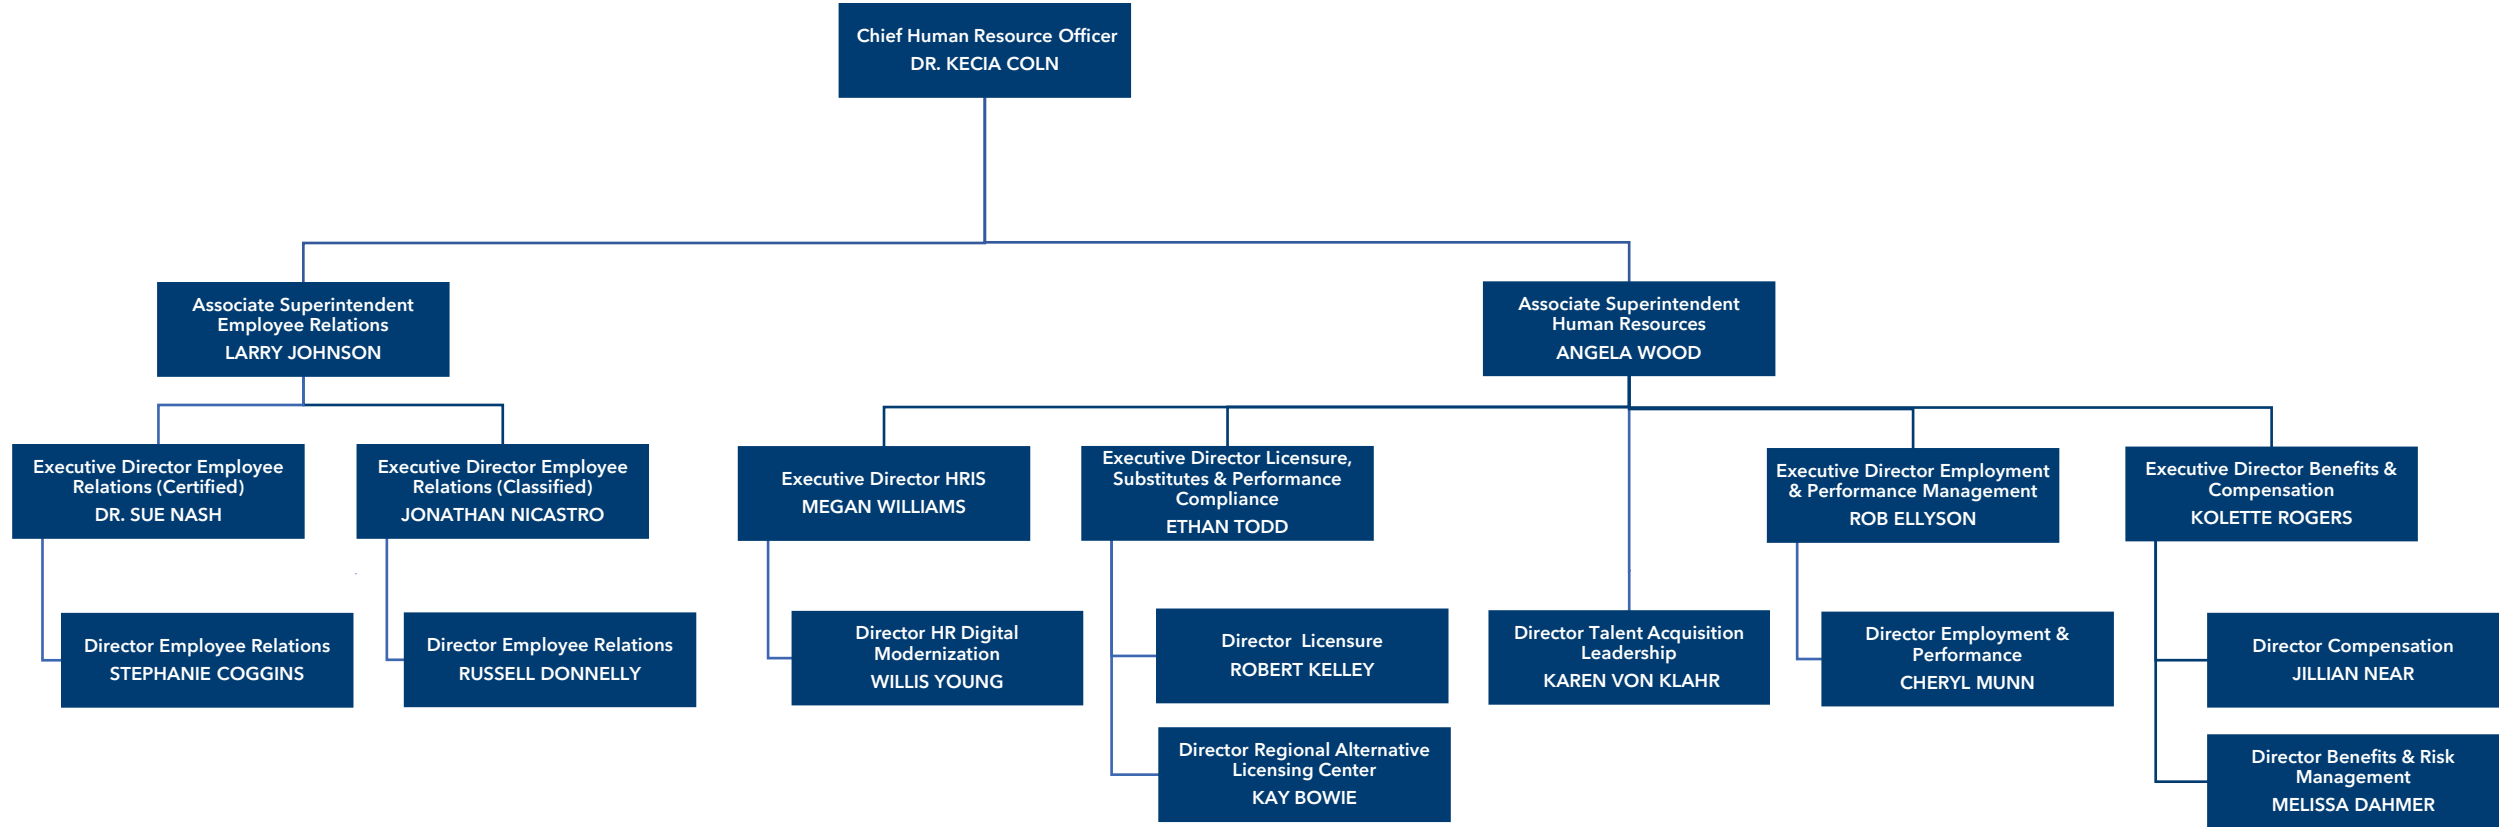 Chief Human Resource Officer
DR. KECIA COLN
Associate Superintendent
Employee Relations
LARRY JOHNSON
Associate Superintendent
Human Resources
ANGELA WOOD
Executive Director Employee
Relations (Certified)
DR. SUE NASH
Executive Director Employee
Relations (Classified)
JONATHAN NICASTRO
Executive Director HRIS
MEGAN WILLIAMS
Executive Director Licensure,
Substitutes & Performance
Compliance
ETHAN TODD
Executive Director Employment
& Performance Management
ROB ELLYSON
Executive Director Benefits &
Compensation
KOLETTE ROGERS
Director Employee Relations
STEPHANIE COGGINS
Director Employee Relations
RUSSELL DONNELLY
Director HR Digital
Modernization
WILLIS YOUNG
Director Licensure
ROBERT KELLEY
Director Talent Acquisition
Leadership
KAREN VON KLAHR
Director Employment &
Performance
CHERYL MUNN
Director Compensation
JILLIAN NEAR
Director Regional Alternative
Licensing Center
KAY BOWIE
Director Benefits & Risk
Management
MELISSA DAHMER